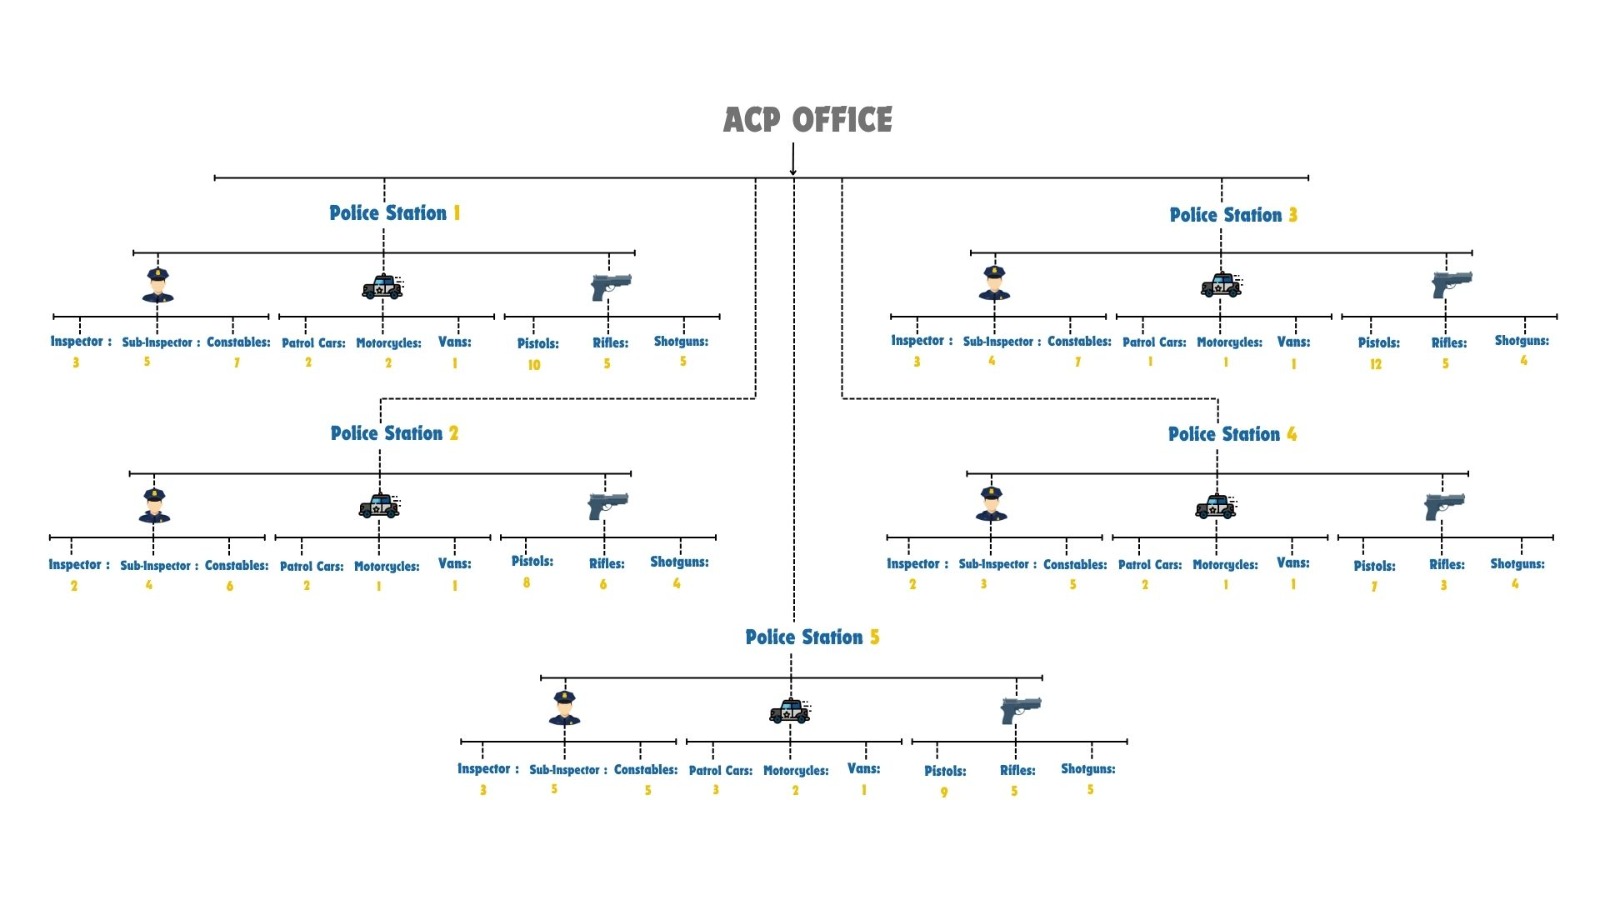 ACP OFFICE
Police Station 1
Inspector : Sub-Inspector : Constables: Patrol Cars: Motorcycles: Vans: Pistols: Rifles: Shotguns:
3 5 7 2 2 1 10 5 5
Police Station 3
Inspector : Sub-Inspector : Constables: Patrol Cars: Motorcycles: Vans: Pistols: Rifles: Shotguns:
3 4 7 1 1 1 12 5 4
Police Station 2
Inspector : Sub-Inspector : Constables: Patrol Cars: Motorcycles: Vans: Pistols: Rifles: Shotguns:
2 4 6 2 1 1 8 6 4
Police Station 4
Inspector : Sub-Inspector : Constables: Patrol Cars: Motorcycles: Vans: Pistols: Rifles: Shotguns:
2 3 5 2 1 1 7 3 4
Police Station 5
Inspector : Sub-Inspector : Constables: Patrol Cars: Motorcycles: Vans: Pistols: Rifles: Shotguns:
3 5 5 3 2 1 9 5 5